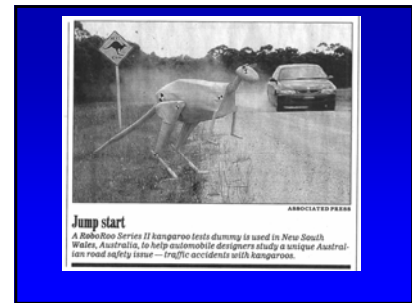 ASSOCIATED PRESS
Jump start
A RoboRoo Series II kangaroo tests dummy is used in New South
Wales, Australia, to help automobile designers study a unique Austral-
ian road safety issue — traffic accidents with kangaroos.